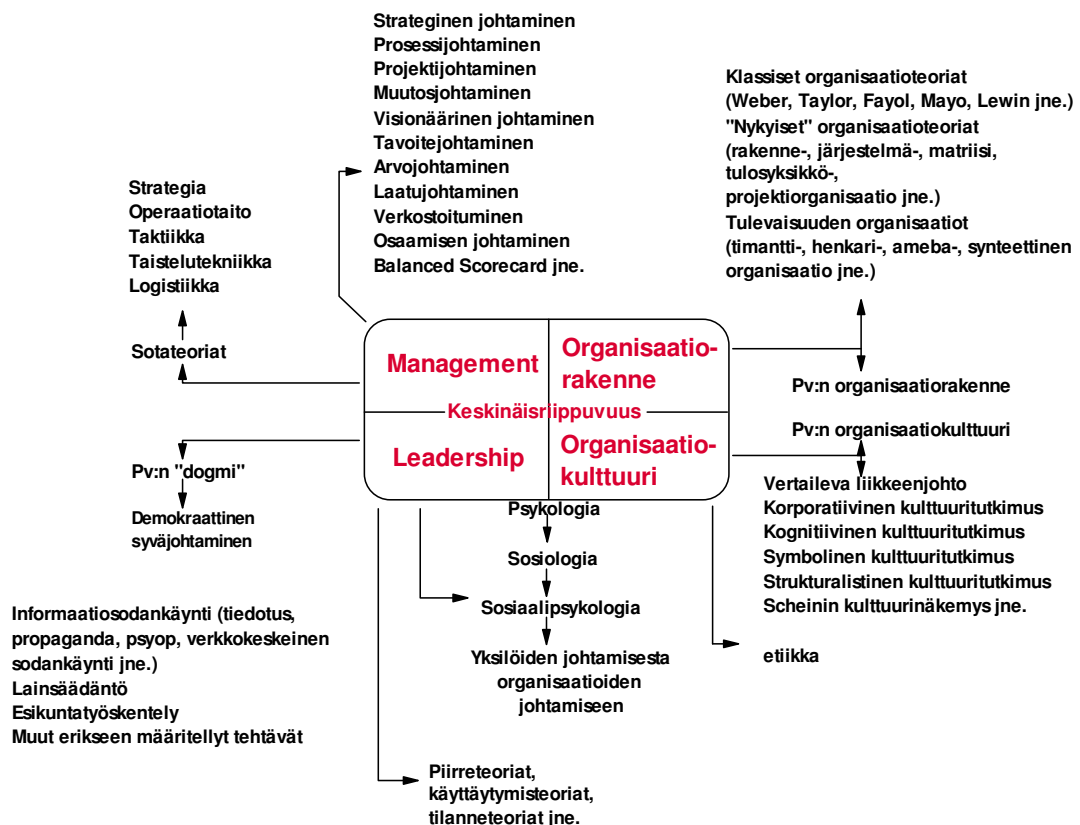 Strateginen johtaminen
Prosessijohtaminen
Projektijohtaminen
Muutosjohtaminen
Visionäärinen johtaminen
Tavoitejohtaminen
Arvojohtaminen
Laatujohtaminen
Verkostoituminen
Osaamisen johtaminen
Balanced Scorecard jne.
Klassiset organisaatioteoriat
(Weber, Taylor, Fayol, Mayo, Lewin jne.)
"Nykyiset" organisaatioteoriat
(rakenne-, järjestelmä-, matriisi,
tulosyksikkö-,
projektiorganisaatio jne.)
Tulevaisuuden organisaatiot
(timantti-, henkari-, ameba-, synteettinen
organisaatio jne.)
Strategia
Operaatiotaito
Taktiikka
Taistelutekniikka
Logistiikka
Sotateoriat
Management
Organisaatio-
rakenne
Keskinäisriippuvuus
Leadership
Organisaatio-
kulttuuri
Pv:n organisaatiorakenne
Pv:n organisaatiokulttuuri
Vertaileva liikkeenjohto
Korporatiivinen kulttuuritutkimus
Kognitiivinen kulttuuritutkimus
Symbolinen kulttuuritutkimus
Strukturalistinen kulttuuritutkimus
Scheinin kulttuurinäkemys jne.
Pv:n "dogmi"
Demokraattinen
syväjohtaminen
Psykologia
Sosiologia
Sosiaalipsykologia
Yksilöiden johtamisesta
organisaatioiden
johtamiseen
etiikka
Informaatiosodankäynti (tiedotus,
propaganda, psyop, verkkokeskeinen
sodankäynti jne.)
Lainsäädäntö
Esikuntatyöskentely
Muut erikseen määritellyt tehtävät
Piirreteoriat,
käyttäytymisteoriat,
tilanneteoriat jne.